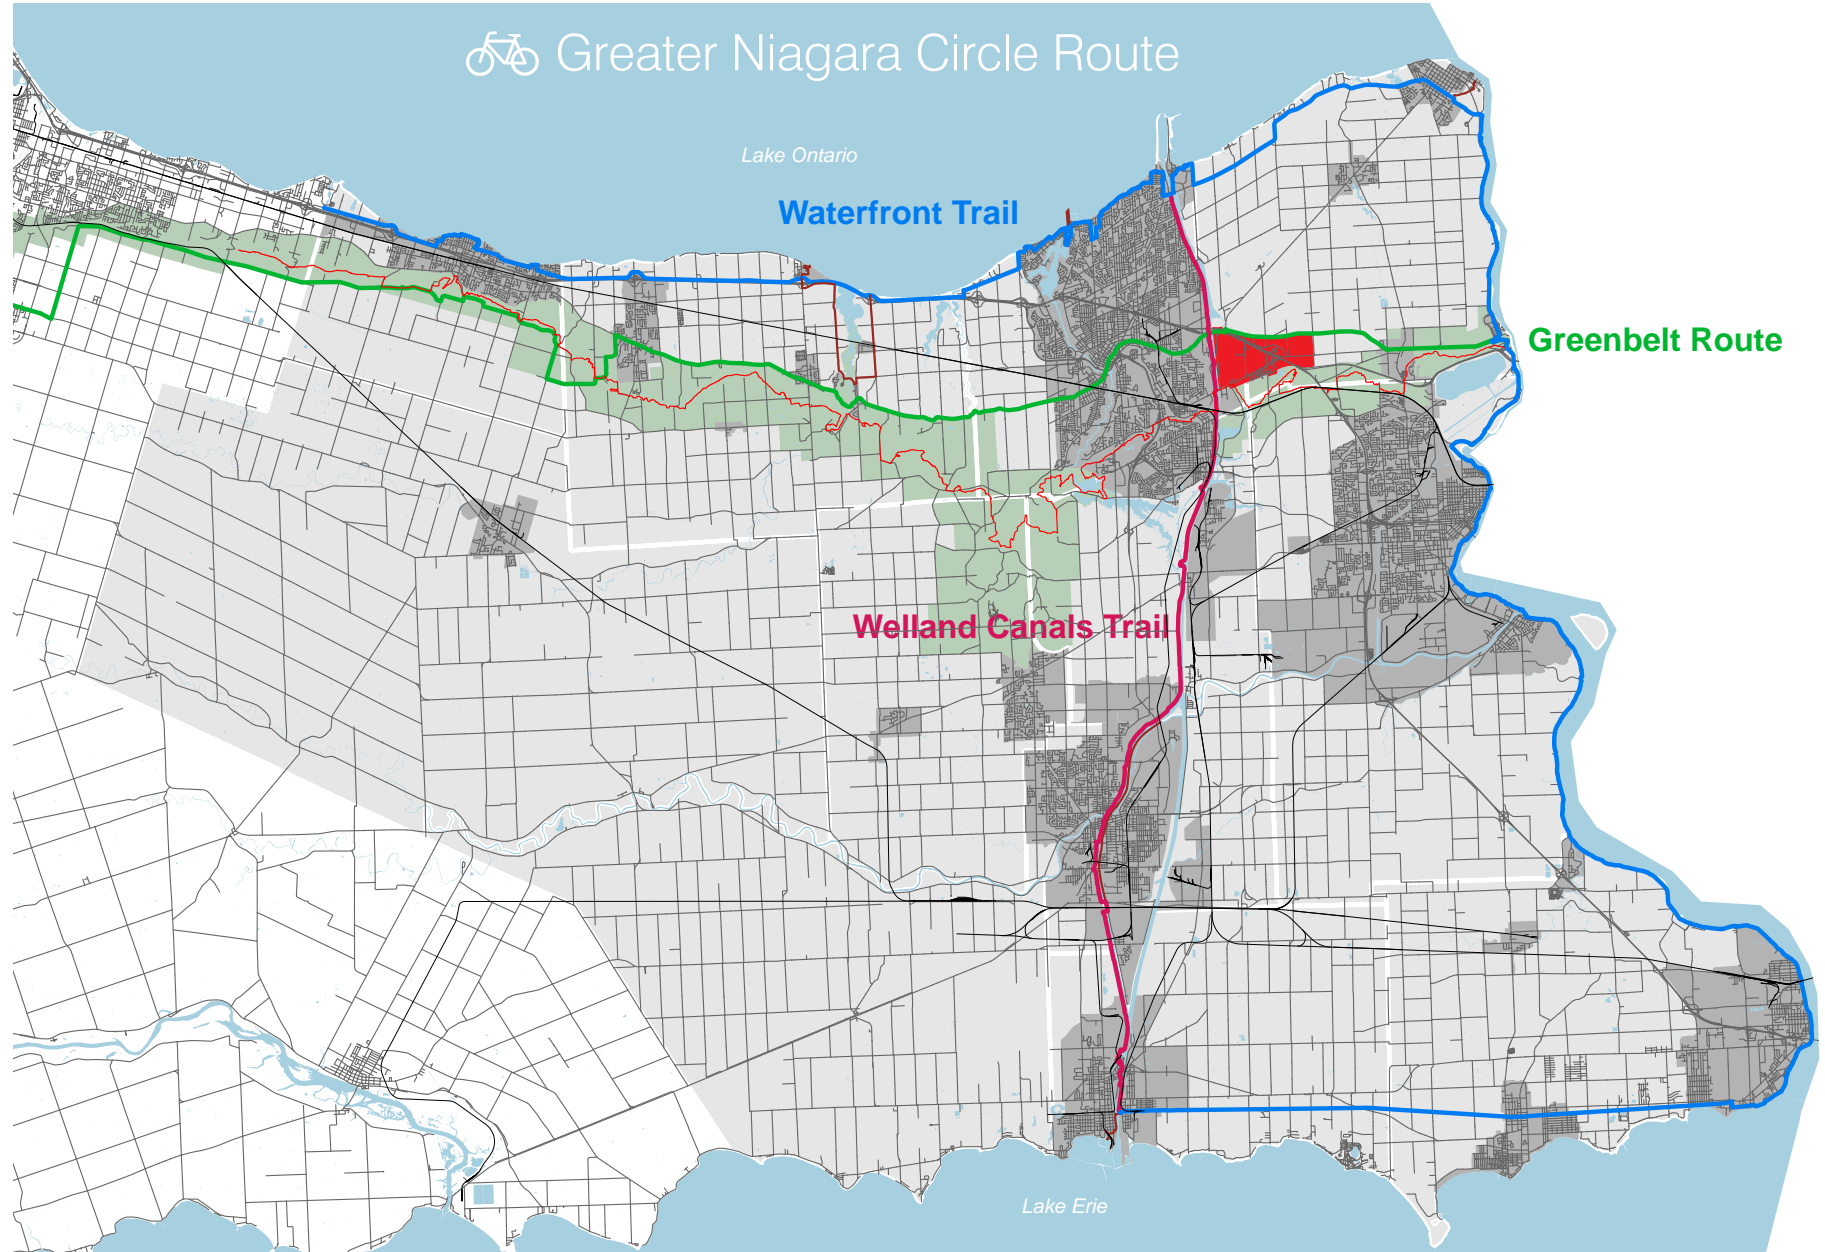 Greater Niagara Circle Route
Lake Ontario
Waterfront Trail
Greenbelt Route
Welland Canals Trail
Lake Erie